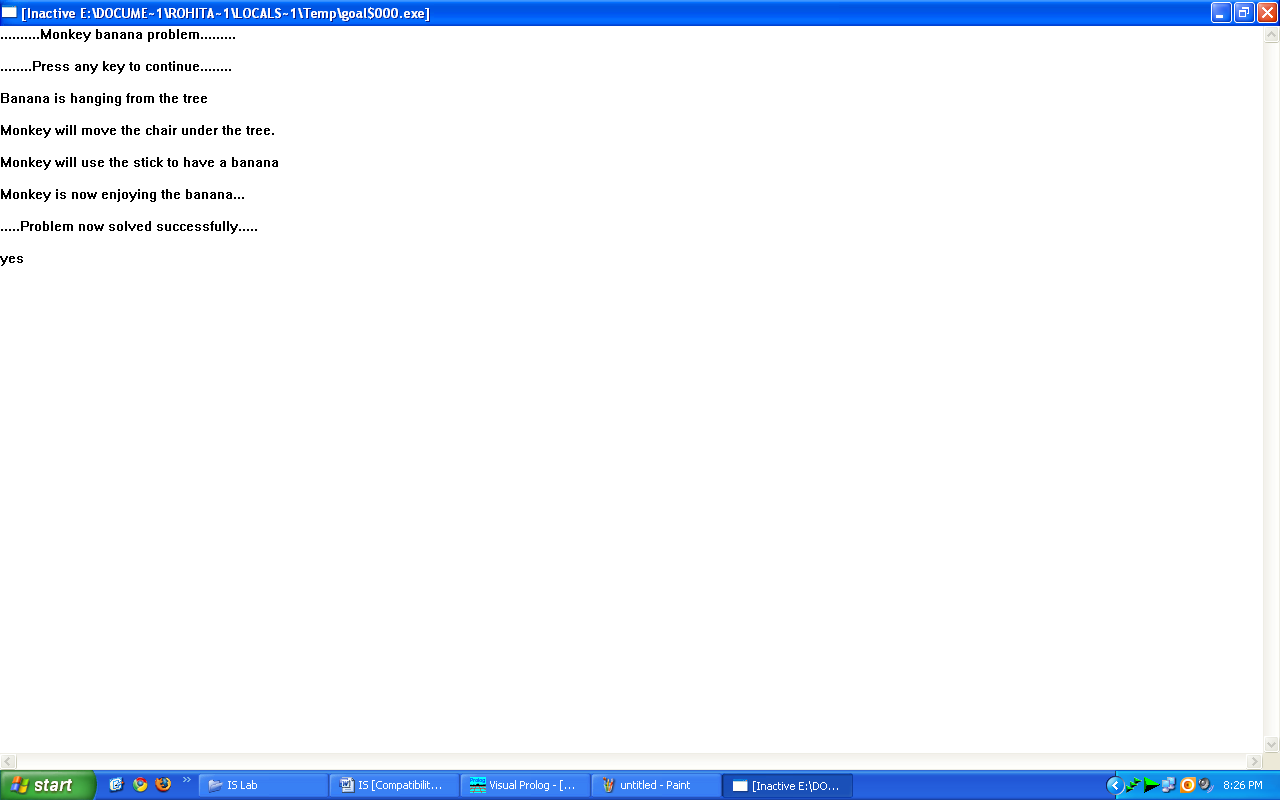 [Inactive E:\DOCUME~1\ROHITA~1\LOCALS~1\Temp\goal$000.exe]
..........Monkey banana problem.........
........Press any key to continue........
Banana is hanging from the tree
Monkey will move the chair under the tree.
Monkey will use the stick to have a banana
Monkey is now enjoying the banana...
.....Problem now solved successfully.....
yes
start
IS Lab
IS [Compatibilit...
Visual Prolog - [...
untitled - Paint
[Inactive E:\DO...
8:26 PM